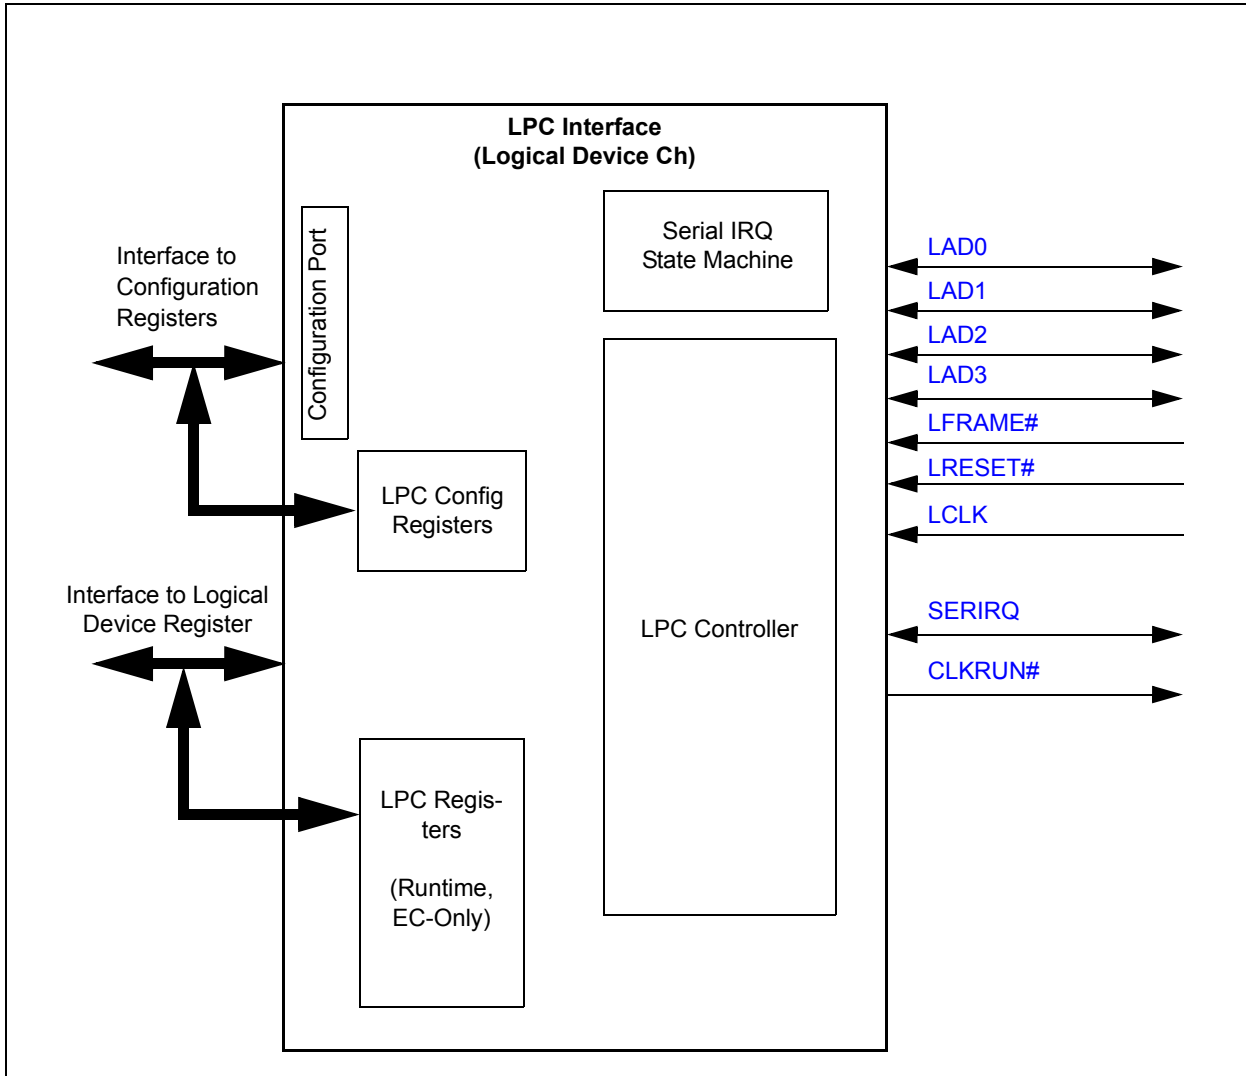 LPC Interface
(Logical Device Ch)
Interface to
Configuration
Registers
Configuration Port
Serial IRQ
State Machine
LAD0
LAD1
LAD2
LAD3
LFRAME#
LRESET#
LCLK
LPC Config
Registers
Interface to Logical
Device Register
LPC Controller
SERIRQ
CLKRUN#
LPC Regis-
ters
(Runtime,
EC-Only)